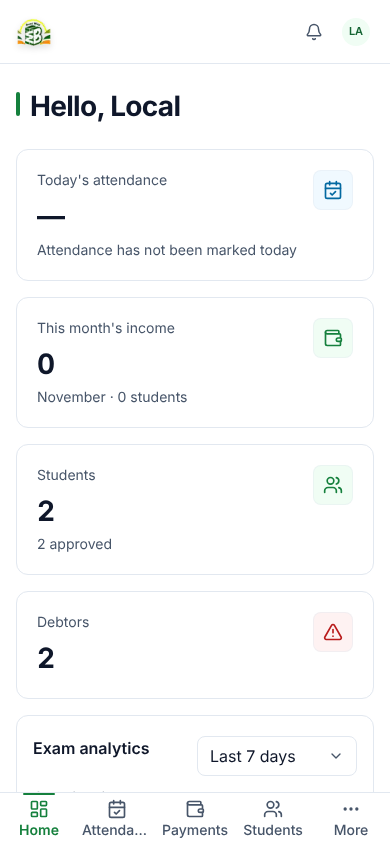 LA
Hello, Local
Today's attendance
—
Attendance has not been marked today
This month's income
0
November · 0 students
Students
2
2 approved
Debtors
2
Exam analytics
Last 7 days
Home
Attenda...
Payments
Students
More